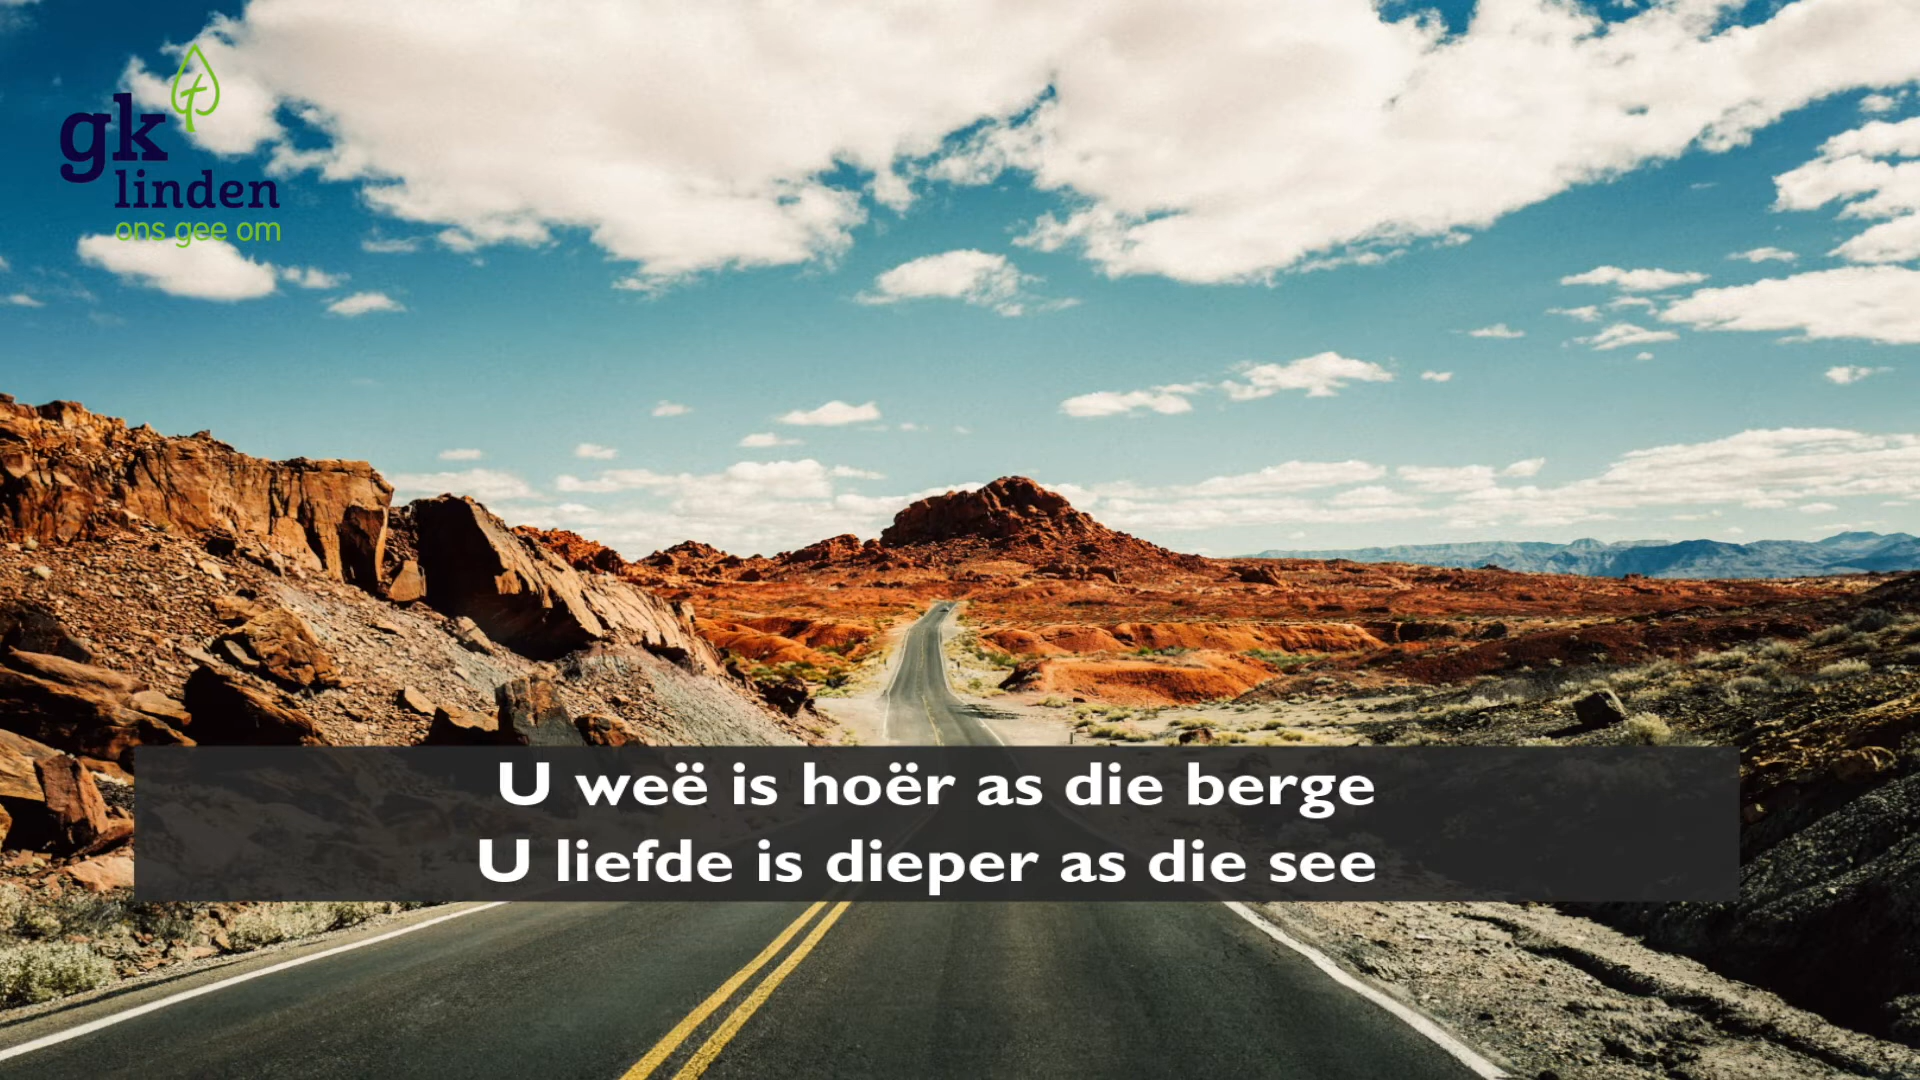 gk
linden
ons gee om
U weë is hoër as die berge
U liefde is dieper as die see